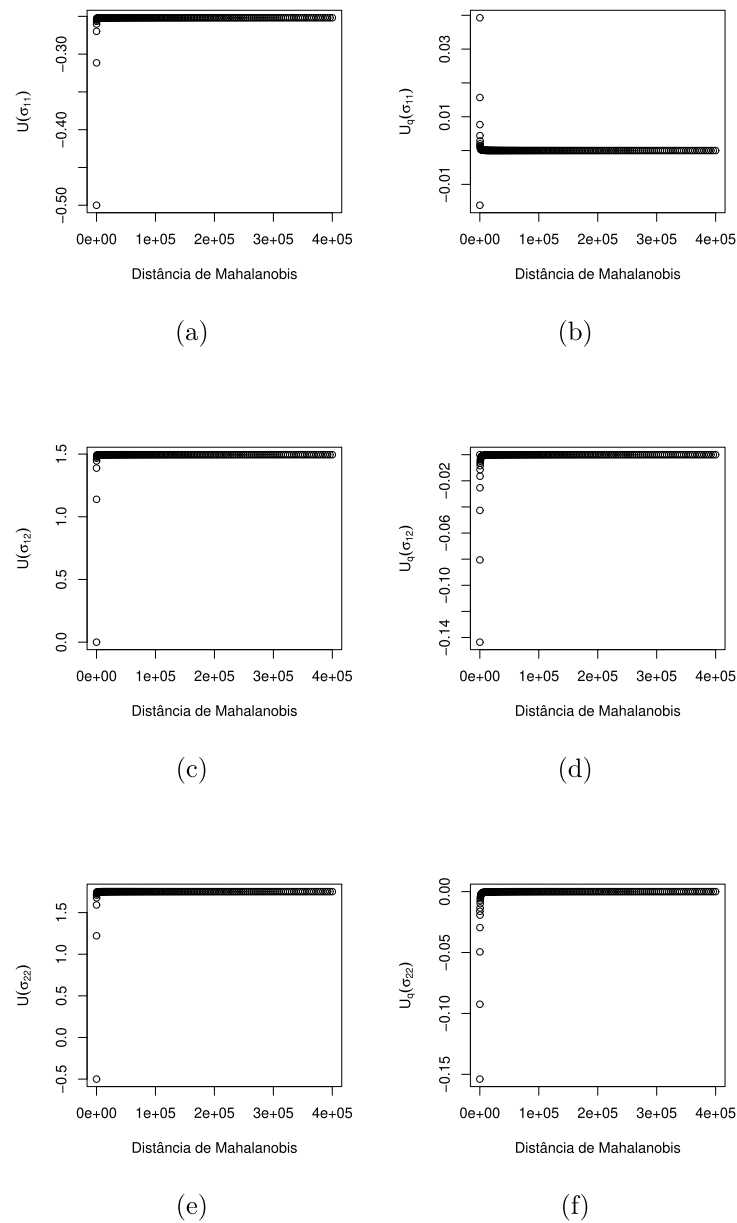 U(σ11)
−0.50 −0.40 −0.30
0e+00 1e+05 2e+05 3e+05 4e+05
Distância de Mahalanobis
(a)
Uq(σ11)
−0.01 0.01 0.03
0e+00 1e+05 2e+05 3e+05 4e+05
Distância de Mahalanobis
(b)
U(σ12)
0.0 0.5 1.0 1.5
0e+00 1e+05 2e+05 3e+05 4e+05
Distância de Mahalanobis
(c)
Uq(σ12)
−0.14 −0.10 −0.06 −0.02
0e+00 1e+05 2e+05 3e+05 4e+05
Distância de Mahalanobis
(d)
U(σ22)
−0.5 0.0 0.5 1.0 1.5
0e+00 1e+05 2e+05 3e+05 4e+05
Distância de Mahalanobis
(e)
Uq(σ22)
−0.15 −0.10 −0.05 0.00
0e+00 1e+05 2e+05 3e+05 4e+05
Distância de Mahalanobis
(f)